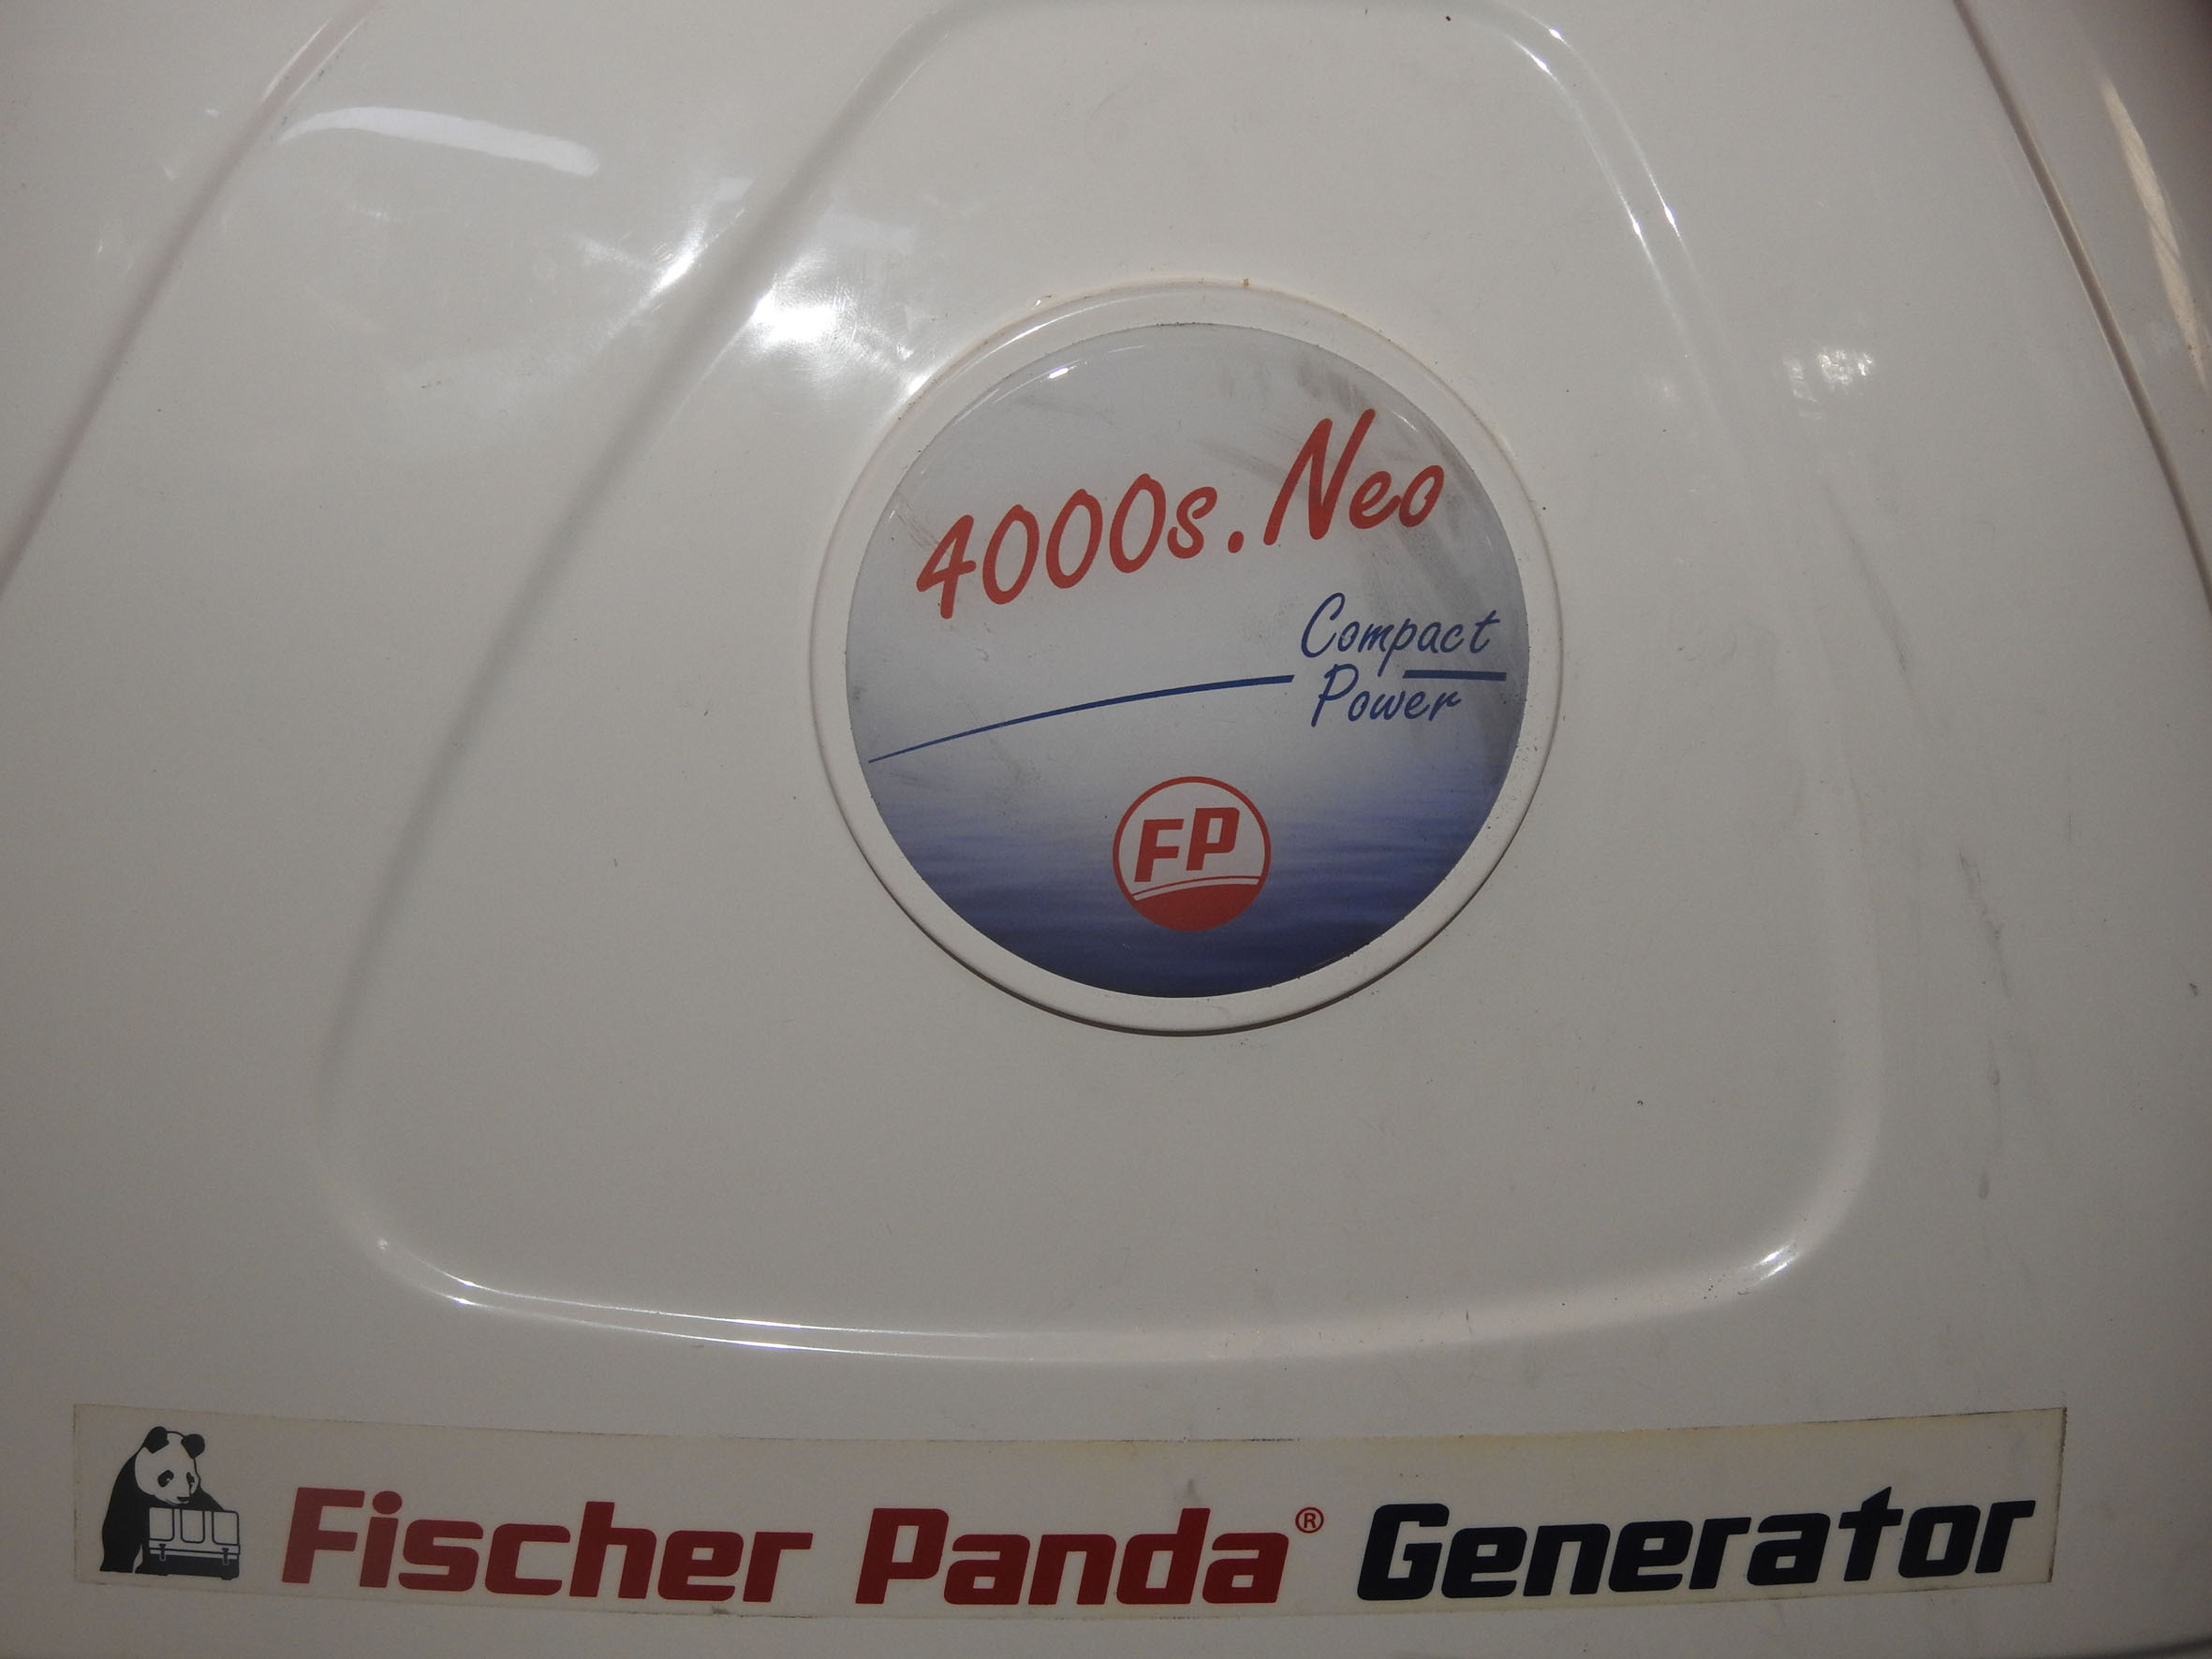 4000s.Neo
Compact
Power
FP
Fischer Panda® Generator